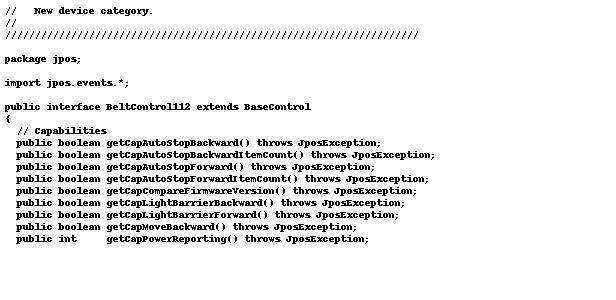 //   New device category.
//
/////////////////////////////////////////////////////////////////////

package jpos;

import jpos.events.*;

public interface BeltControl112 extends BaseControl
{
  // Capabilities
  public boolean getCapAutoStopBackward() throws JposException;
  public boolean getCapAutoStopBackwardItemCount() throws JposException;
  public boolean getCapAutoStopForward() throws JposException;
  public boolean getCapAutoStopForwardItemCount() throws JposException;
  public boolean getCapCompareFirmwareVersion() throws JposException;
  public boolean getCapLightBarrierBackward() throws JposException;
  public boolean getCapLightBarrierForward() throws JposException;
  public boolean getCapMoveBackward() throws JposException;
  public int     getCapPowerReporting() throws JposException;